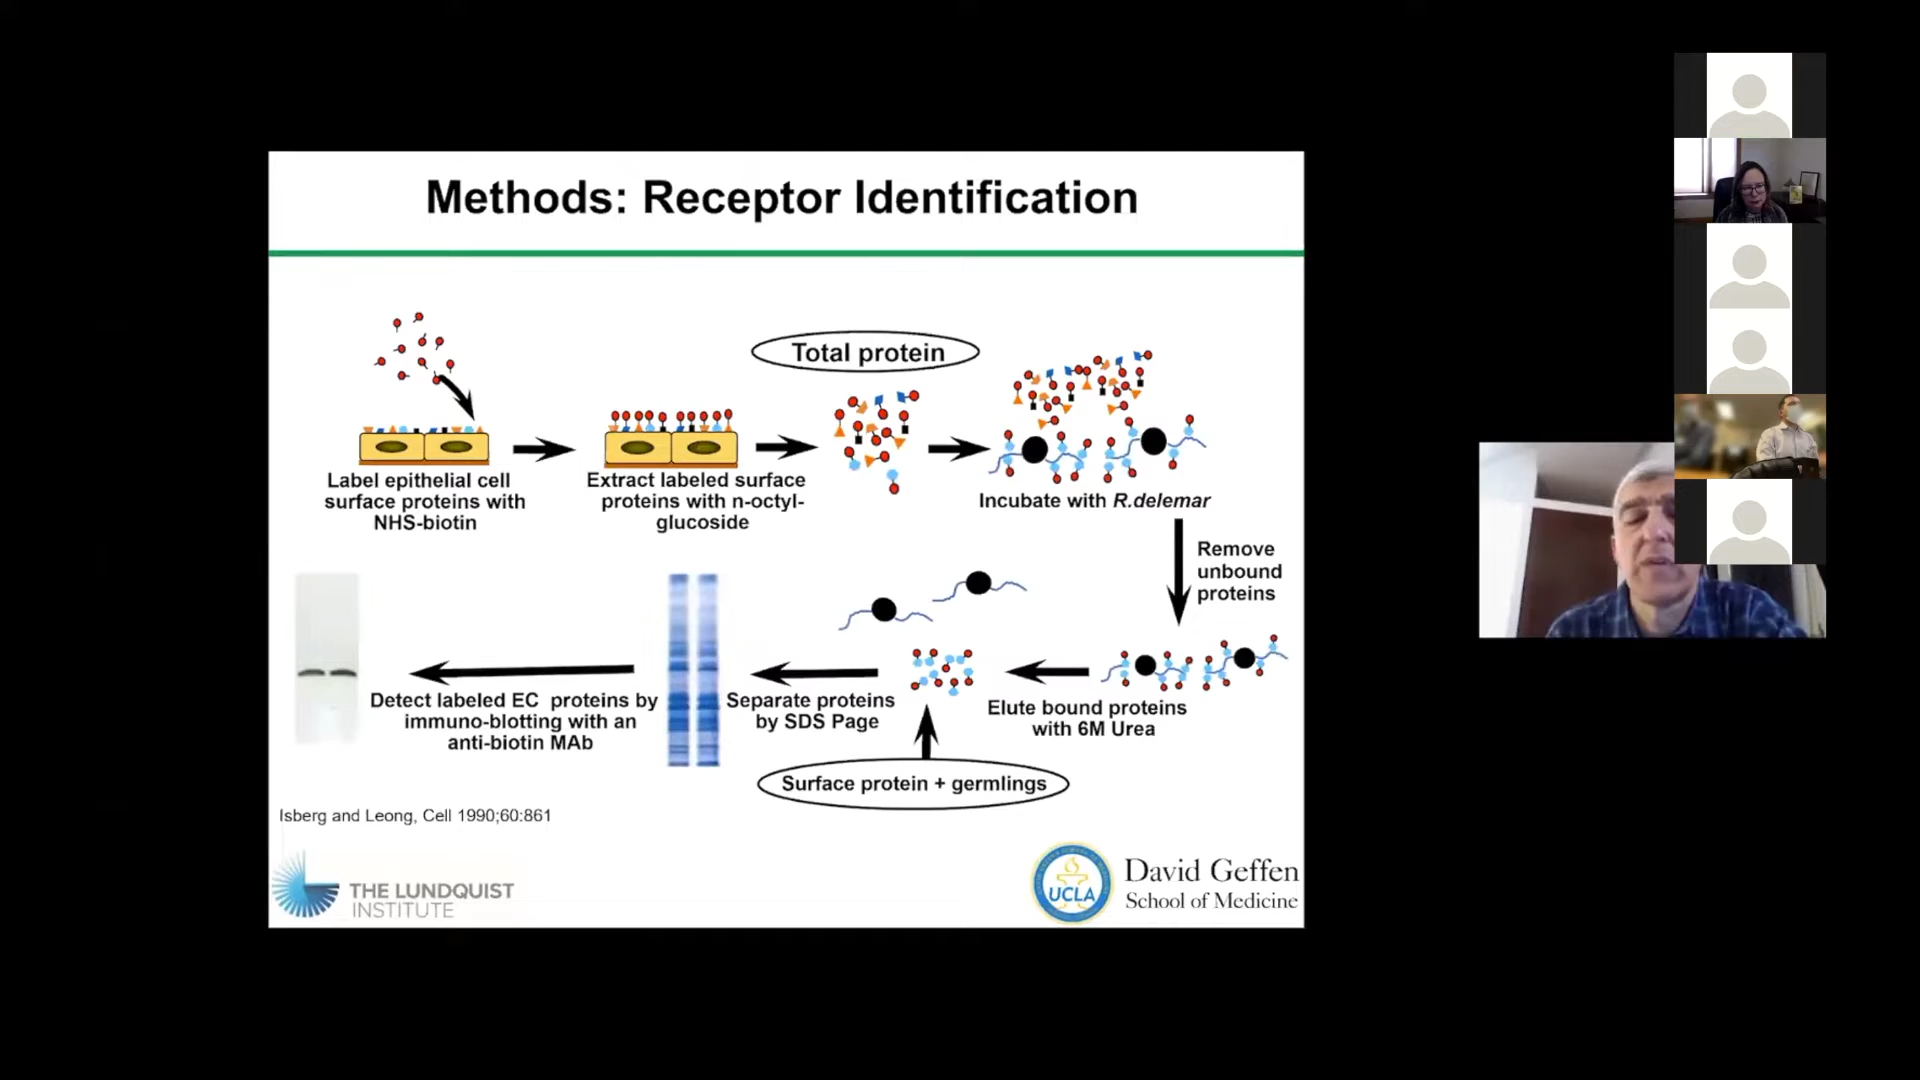 Methods: Receptor Identification
Total protein
Label epithelial cell
surface proteins with
NHS-biotin
Extract labeled surface
proteins with n-octyl-
glucoside
Incubate with R.delemar
Remove
unbound
proteins
Elute bound proteins
with 6M Urea
Surface protein + germlings
Separate proteins
by SDS Page
Detect labeled EC proteins by
immuno-blotting with an
anti-biotin MAb
Isberg and Leong, Cell 1990;60:861
THE LUNDQUIST
INSTITUTE
UCLA
David Geffen
School of Medicine